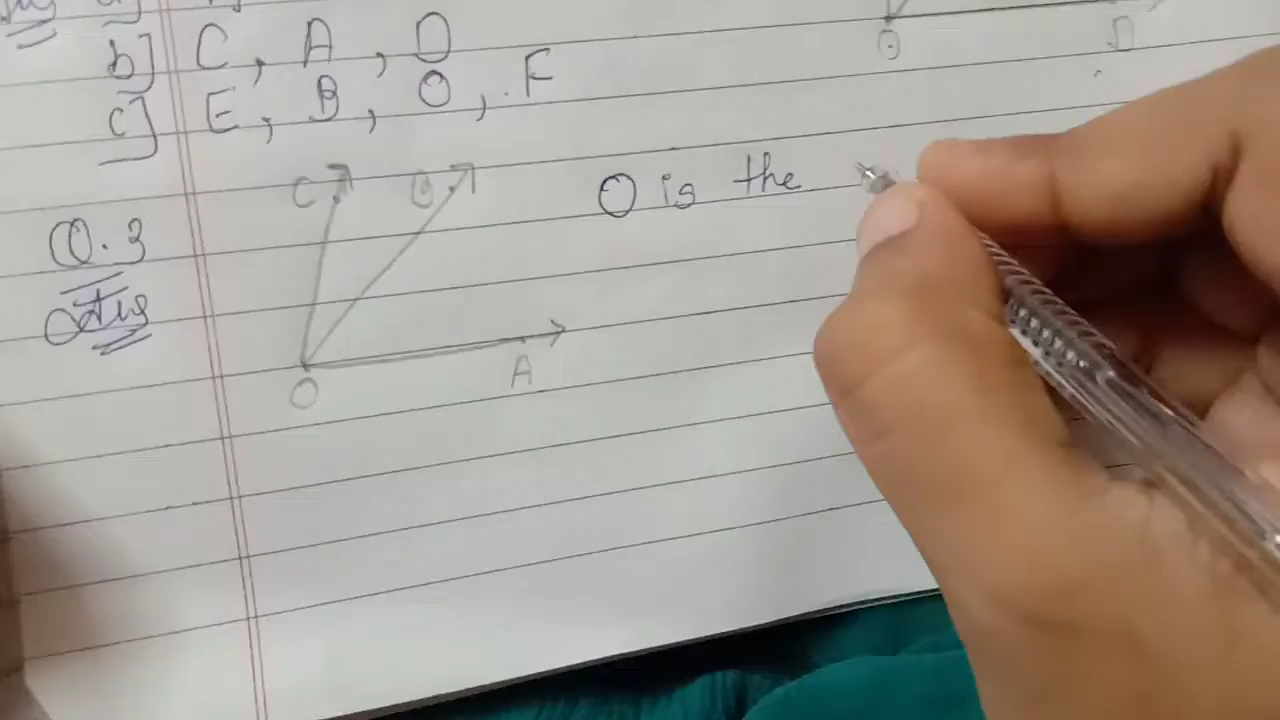 b] C, A, O
c] E, B, O, F
O D
C B O is the
Q.3
Ans
A
O